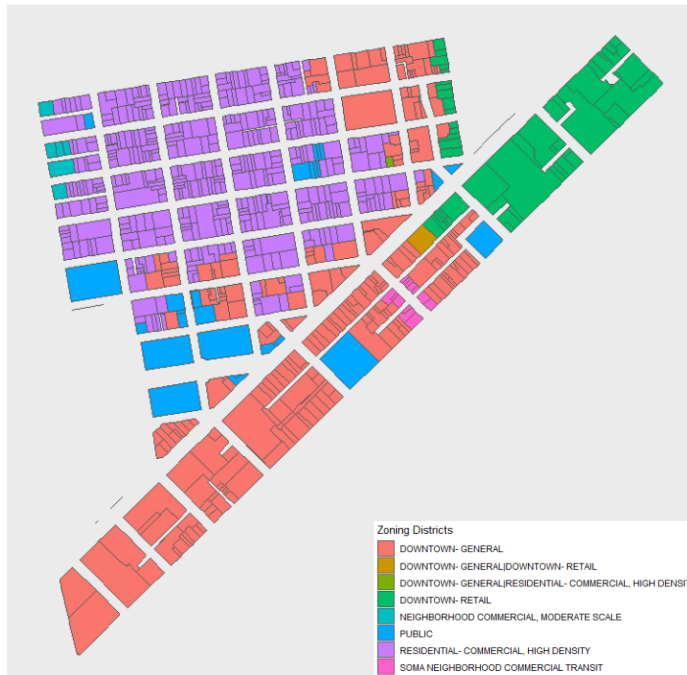 Zoning Districts
DOWNTOWN- GENERAL
DOWNTOWN- GENERAL|DOWNTOWN- RETAIL
DOWNTOWN- GENERAL|RESIDENTIAL- COMMERCIAL, HIGH DENSIT
DOWNTOWN- RETAIL
NEIGHBORHOOD COMMERCIAL, MODERATE SCALE
PUBLIC
RESIDENTIAL- COMMERCIAL, HIGH DENSITY
SOMA NEIGHBORHOOD COMMERCIAL TRANSIT